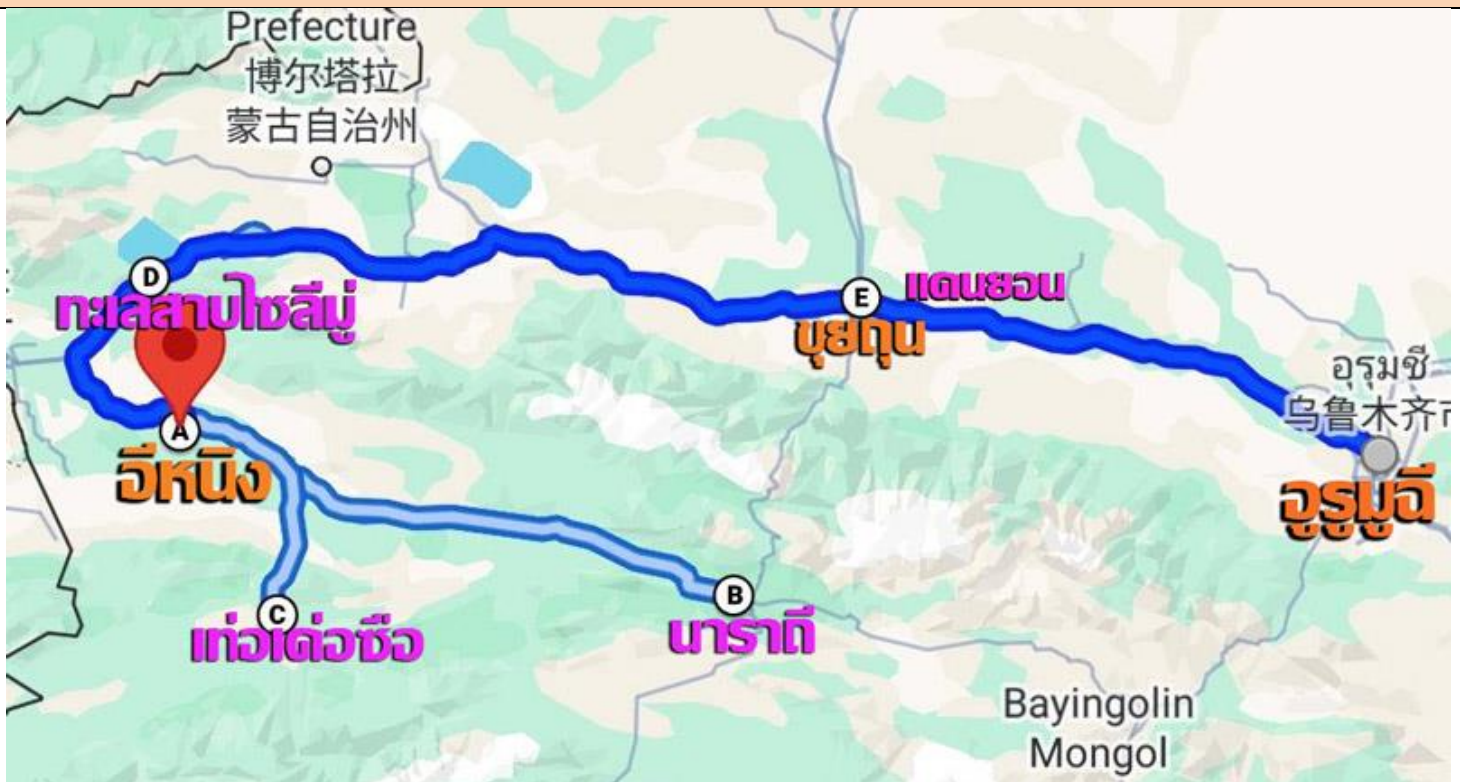 Prefecture
博尔塔拉
蒙古自治州
D
ทะเลสาบไซลีมู่
E
แคนยอน
ขุยถุน
อุรุมชี
乌鲁木齐市
A
อีหนิง
อูรูมูฉี
B
C
นาราถี
เท่อเค่อซือ
Bayingolin
Mongol